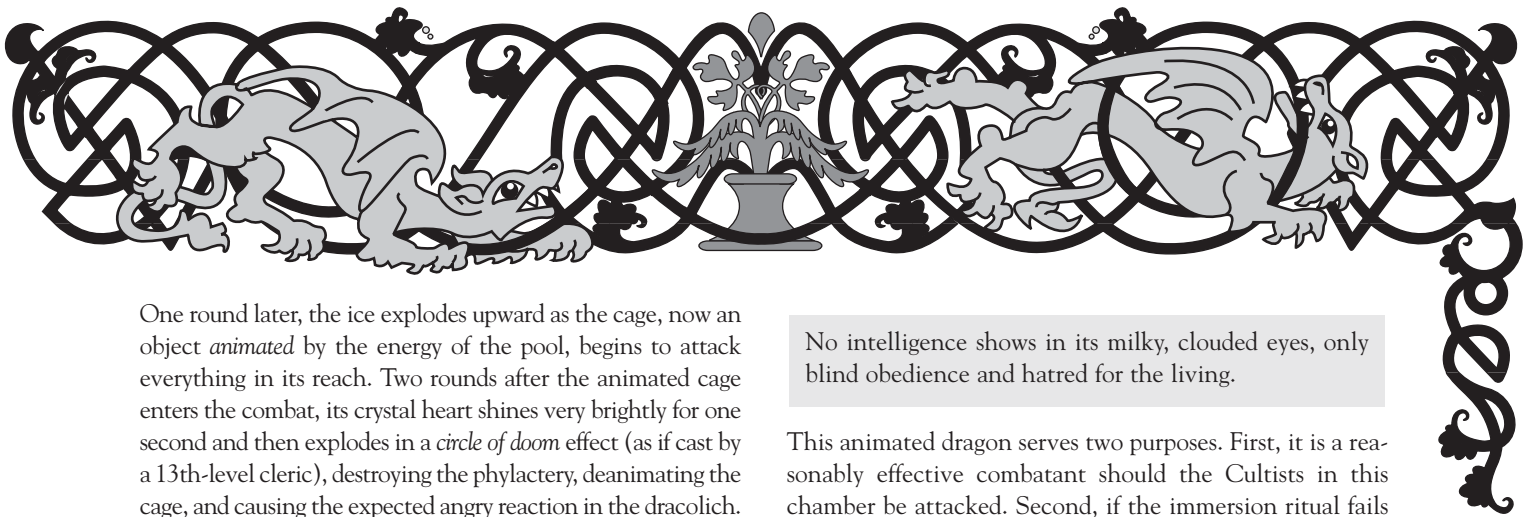 One round later, the ice explodes upward as the cage, now an
object animated by the energy of the pool, begins to attack
everything in its reach. Two rounds after the animated cage
enters the combat, its crystal heart shines very brightly for one
second and then explodes in a circle of doom effect (as if cast by
a 13th-level cleric), destroying the phylactery, deanimating the
cage, and causing the expected angry reaction in the dracolich.
No intelligence shows in its milky, clouded eyes, only
blind obedience and hatred for the living.
This animated dragon serves two purposes. First, it is a rea-
sonably effective combatant should the Cultists in this
chamber be attacked. Second, if the immersion ritual fails